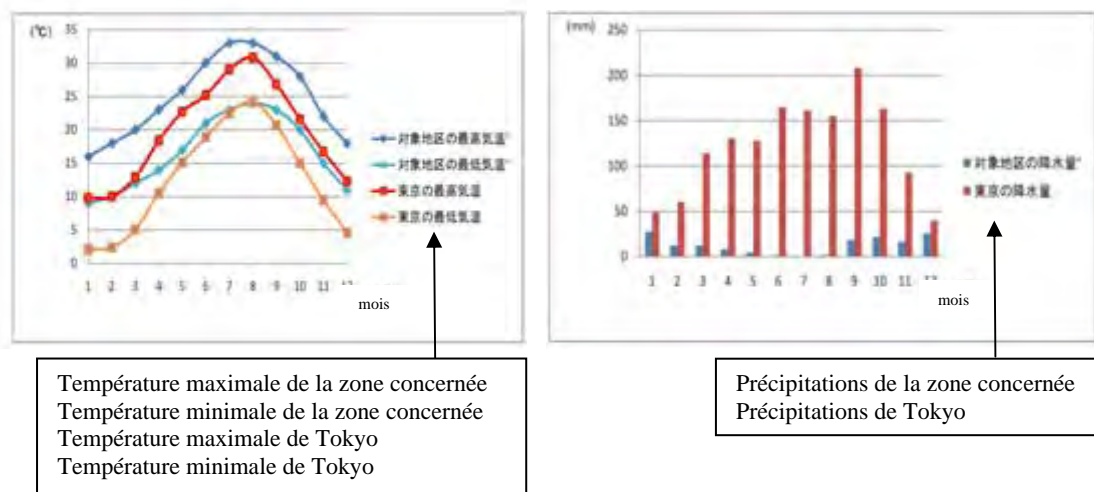 (℃)
35
30
25
20
15
10
5
0
1 2 3 4 5 6 7 8 9 10 11 12
mois
対象地区の最高気温*
対象地区の最低気温*
東京の最高気温
東京の最低気温
Température maximale de la zone concernée
Température minimale de la zone concernée
Température maximale de Tokyo
Température minimale de Tokyo
(mm)
250
200
150
100
50
0
1 2 3 4 5 6 7 8 9 10 11 12
mois
対象地区の降水量*
東京の降水量
Précipitations de la zone concernée
Précipitations de Tokyo